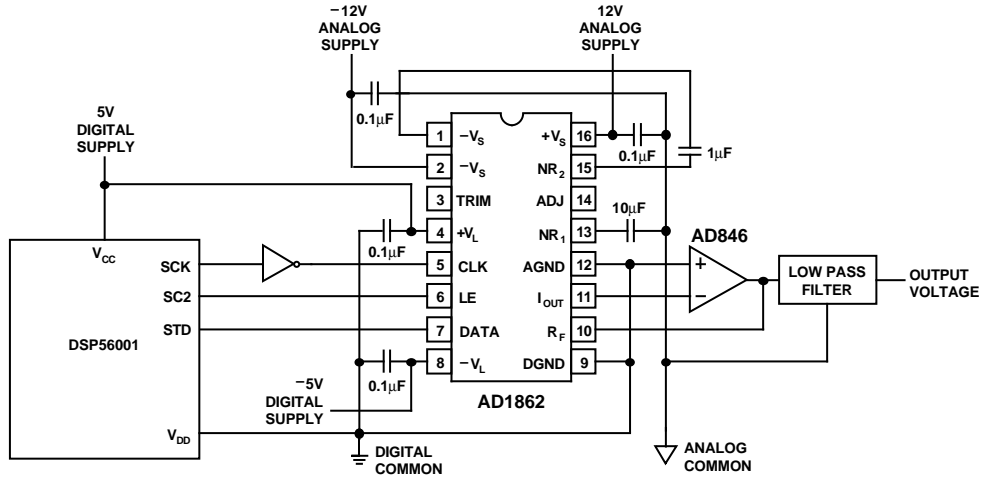 −12V
ANALOG
SUPPLY
12V
ANALOG
SUPPLY
5V
DIGITAL
SUPPLY
0.1μF
1
−VS
2
−VS
3
TRIM
4
+VL
5
CLK
6
LE
7
DATA
8
−VL
+VS
16
NR2
15
ADJ
14
NR1
13
AGND
12
IOUT
11
RF
10
DGND
9
AD1862
0.1μF
1μF
10μF
0.1μF
0.1μF
VCC
SCK
SC2
STD
DSP56001
VDD
−5V
DIGITAL
SUPPLY
DIGITAL
COMMON
AD846
+
−
LOW PASS
FILTER
OUTPUT
VOLTAGE
ANALOG
COMMON